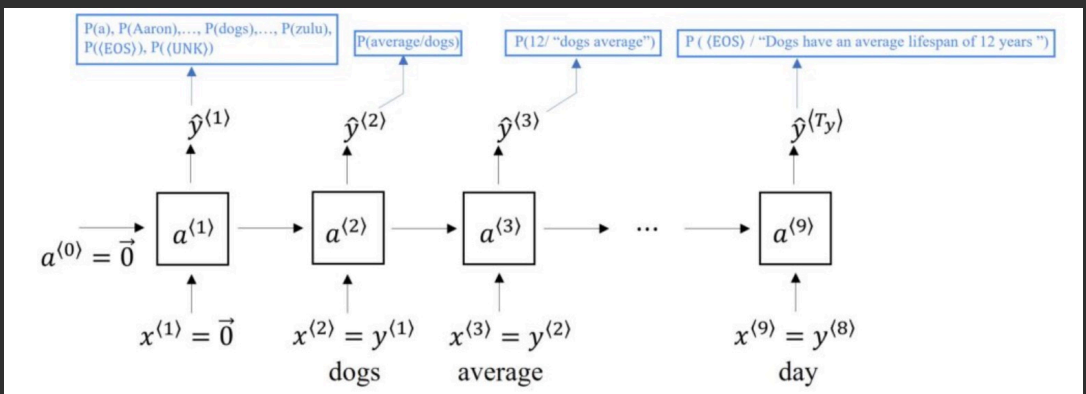 P(a), P(Aaron),…, P(dogs),…, P(zulu),
P(⟨EOS⟩), P(⟨UNK⟩)
P(average/dogs)
P(12/ “dogs average”)
P ( ⟨EOS⟩ / “Dogs have an average lifespan of 12 years ”)
ŷ⟨1⟩
ŷ⟨2⟩
ŷ⟨3⟩
ŷ⟨Ty⟩
a⟨0⟩ = 0⃗
a⟨1⟩
a⟨2⟩
a⟨3⟩
…
a⟨9⟩
x⟨1⟩ = 0⃗
x⟨2⟩ = y⟨1⟩
x⟨3⟩ = y⟨2⟩
x⟨9⟩ = y⟨8⟩
dogs
average
day